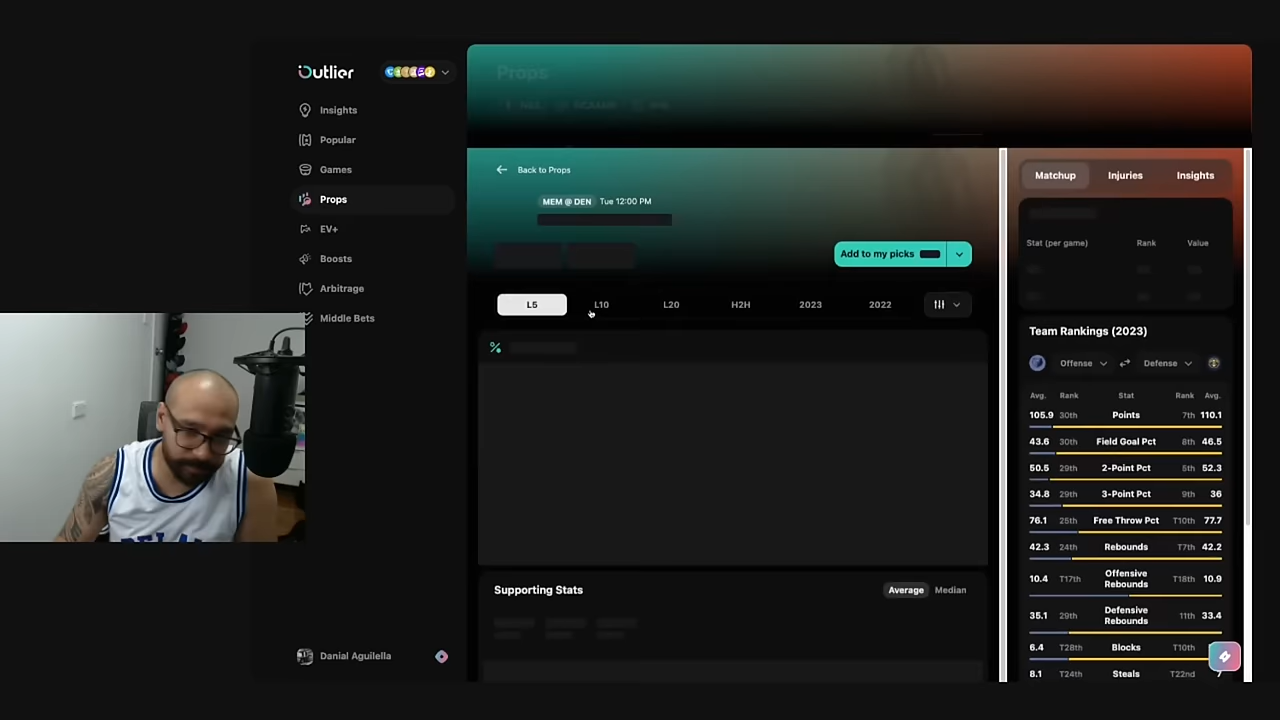 Outlier
Insights
Popular
Games
Props
EV+
Boosts
Arbitrage
Middle Bets
Danial Aguilella
Props
Back to Props
MEM @ DEN Tue 12:00 PM
Add to my picks
L5 L10 L20 H2H 2023 2022
%
Supporting Stats Average Median
Matchup Injuries Insights
Stat (per game) Rank Value
Team Rankings (2023)
Offense Defense
Avg. Rank Stat Rank Avg.
105.9 30th Points 7th 110.1
43.6 30th Field Goal Pct 8th 46.5
50.5 29th 2-Point Pct 5th 52.3
34.8 29th 3-Point Pct 9th 36
76.1 25th Free Throw Pct T10th 77.7
42.3 24th Rebounds T7th 42.2
10.4 T17th Offensive Rebounds T18th 10.9
35.1 29th Defensive Rebounds 11th 33.4
6.4 T28th Blocks T10th
8.1 T24th Steals T22nd 7